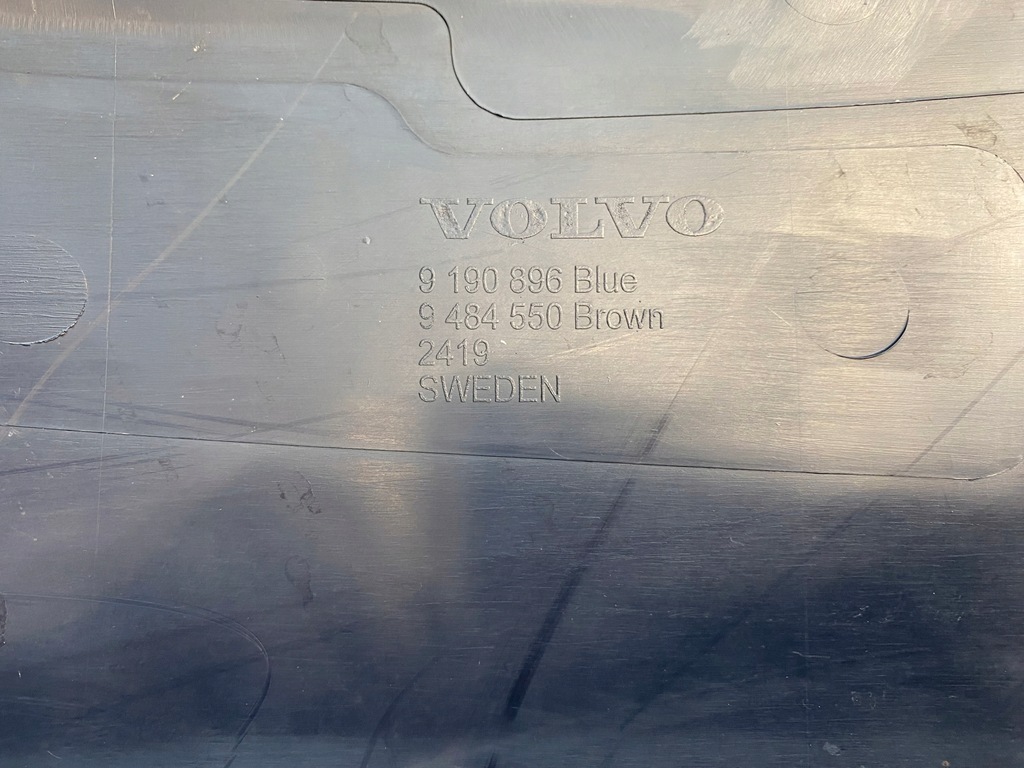 VOLVO
9 190 896 Blue
9 484 550 Brown
2419
SWEDEN